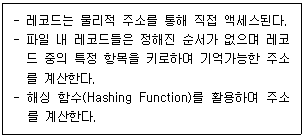 - 레코드는 물리적 주소를 통해 직접 액세스된다.
- 파일 내 레코드들은 정해진 순서가 없으며 레코
드 중의 특정 항목을 키로하며 기억가능한 주소
를 계산한다.
- 해싱 함수(Hashing Function)를 활용하며 주소
를 계산한다.